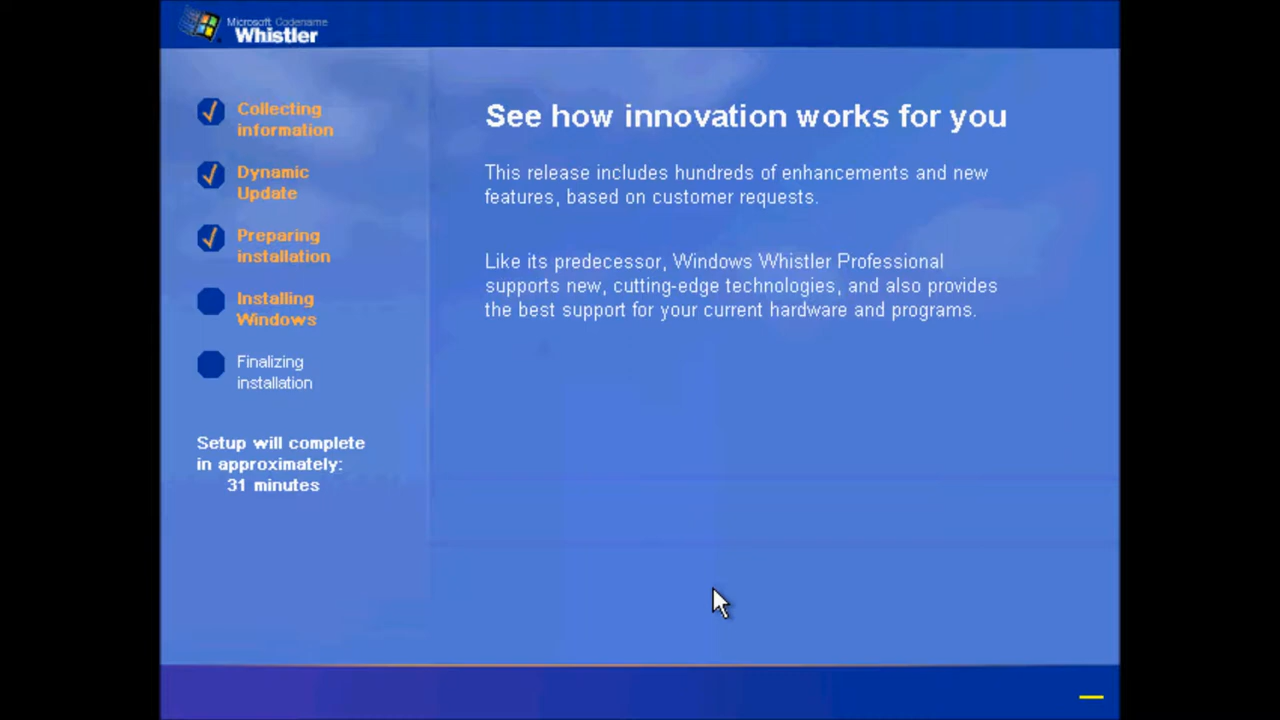 Microsoft Codename
Whistler
Collecting
information
Dynamic
Update
Preparing
installation
Installing
Windows
Finalizing
installation
Setup will complete
in approximately:
31 minutes
See how innovation works for you
This release includes hundreds of enhancements and new
features, based on customer requests.
Like its predecessor, Windows Whistler Professional
supports new, cutting-edge technologies, and also provides
the best support for your current hardware and programs.